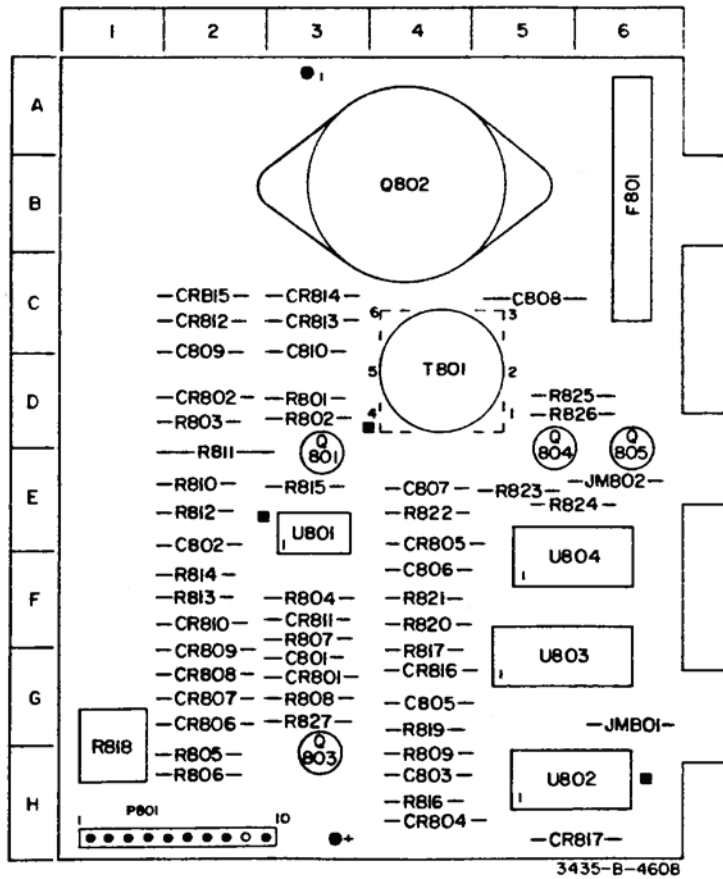 1 2 3 4 5 6
A
1
B
Q802
F801
C
CR815 CR814 C808
CR812 CR813
6 3
C809 C810
5 T801 2
D
CR802 R801 R825
R803 R802 4 1 R826
R811 Q 801 Q 804 Q 805
E
R810 R815 C807 R823 JM802
R812 R822 R824
U801
1
C802 CR805 U804
1
F
R814 C806
R813 R804 R821
CR810 CR811 R820
R807
CR809 C801 R817 U803
1
G
CR808 CR801 CR816
CR807 R808 C805
CR806 R827 R819 JM801
R818
R805 Q 803 R809
R806 C803 U802
1
H
R816
P801
1 10
CR804
+ CR817
3435-B-4608